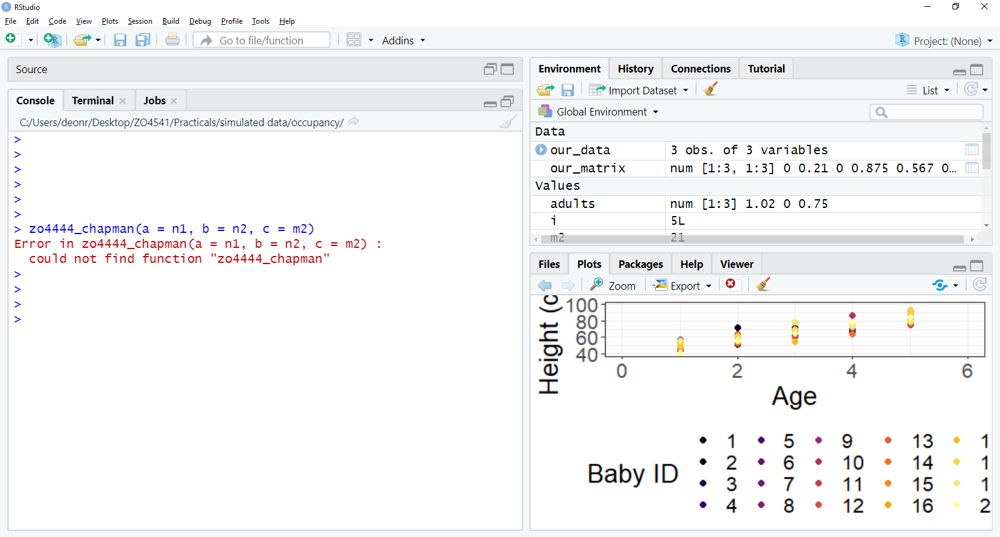 RStudio
File Edit Code View Plots Session Build Debug Profile Tools Help
Go to file/function Addins Project: (None)
Source
Console Terminal Jobs
C:/Users/deonr/Desktop/ZO4541/Practicals/simulated data/occupancy/
>
>
>
>
>
>
> zo4444_chapman(a = n1, b = n2, c = m2)
Error in zo4444_chapman(a = n1, b = n2, c = m2) :
could not find function "zo4444_chapman"
>
>
>
>
Environment History Connections Tutorial
Import Dataset List
Global Environment
Data
our_data 3 obs. of 3 variables
our_matrix num [1:3, 1:3] 0 0.21 0 0.875 0.567 0…
Values
adults num [1:3] 1.02 0 0.75
i 5L
m2 21
Files Plots Packages Help Viewer
Zoom Export
Height (c
100
80
60
40
0 2 4 6
Age
Baby ID
1 5 9 13 1
2 6 10 14 1
3 7 11 15 1
4 8 12 16 2